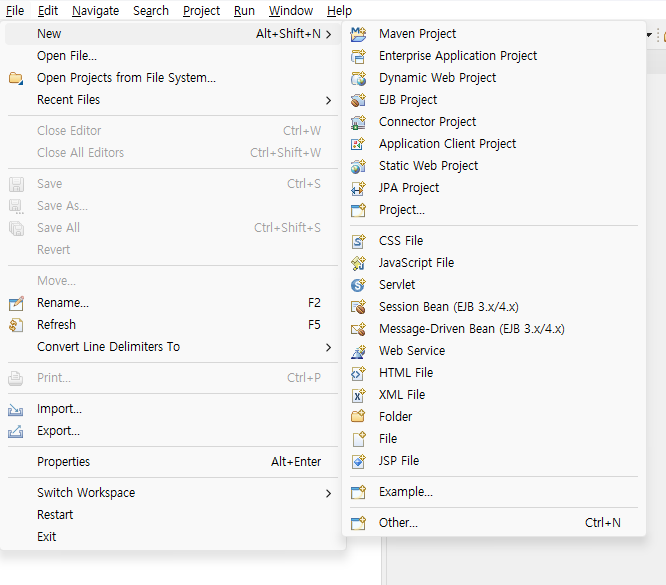 File Edit Navigate Search Project Run Window Help
New Alt+Shift+N
Open File...
Open Projects from File System...
Recent Files
Close Editor Ctrl+W
Close All Editors Ctrl+Shift+W
Save Ctrl+S
Save As...
Save All Ctrl+Shift+S
Revert
Move...
Rename... F2
Refresh F5
Convert Line Delimiters To
Print... Ctrl+P
Import...
Export...
Properties Alt+Enter
Switch Workspace
Restart
Exit
Maven Project
Enterprise Application Project
Dynamic Web Project
EJB Project
Connector Project
Application Client Project
Static Web Project
JPA Project
Project...
CSS File
JavaScript File
Servlet
Session Bean (EJB 3.x/4.x)
Message-Driven Bean (EJB 3.x/4.x)
Web Service
HTML File
XML File
Folder
File
JSP File
Example...
Other... Ctrl+N